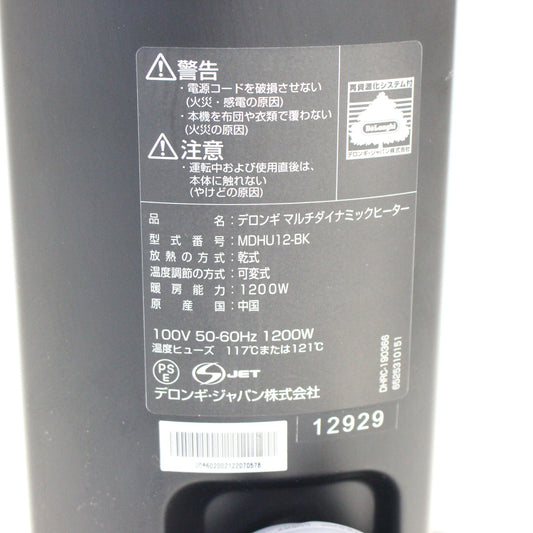 警告
・電源コードを破損させない
(火災・感電の原因)
・本機を布団や衣類で覆わない
(火災の原因)
注意
・運転中および使用直後は、
本体に触れない
(やけどの原因)
再資源化システム付
DeLonghi
デロンギ・ジャパン株式会社
品 名：デロンギ マルチダイナミックヒーター
型式番号：MDHU12-BK
放熱の方式：乾式
温度調節の方式：可変式
暖房能力：1200W
原産国：中国
100V 50-60Hz 1200W
温度ヒューズ 117℃または121℃
PSE
JET
デロンギ・ジャパン株式会社
DHRC-190366
6525310151
12929